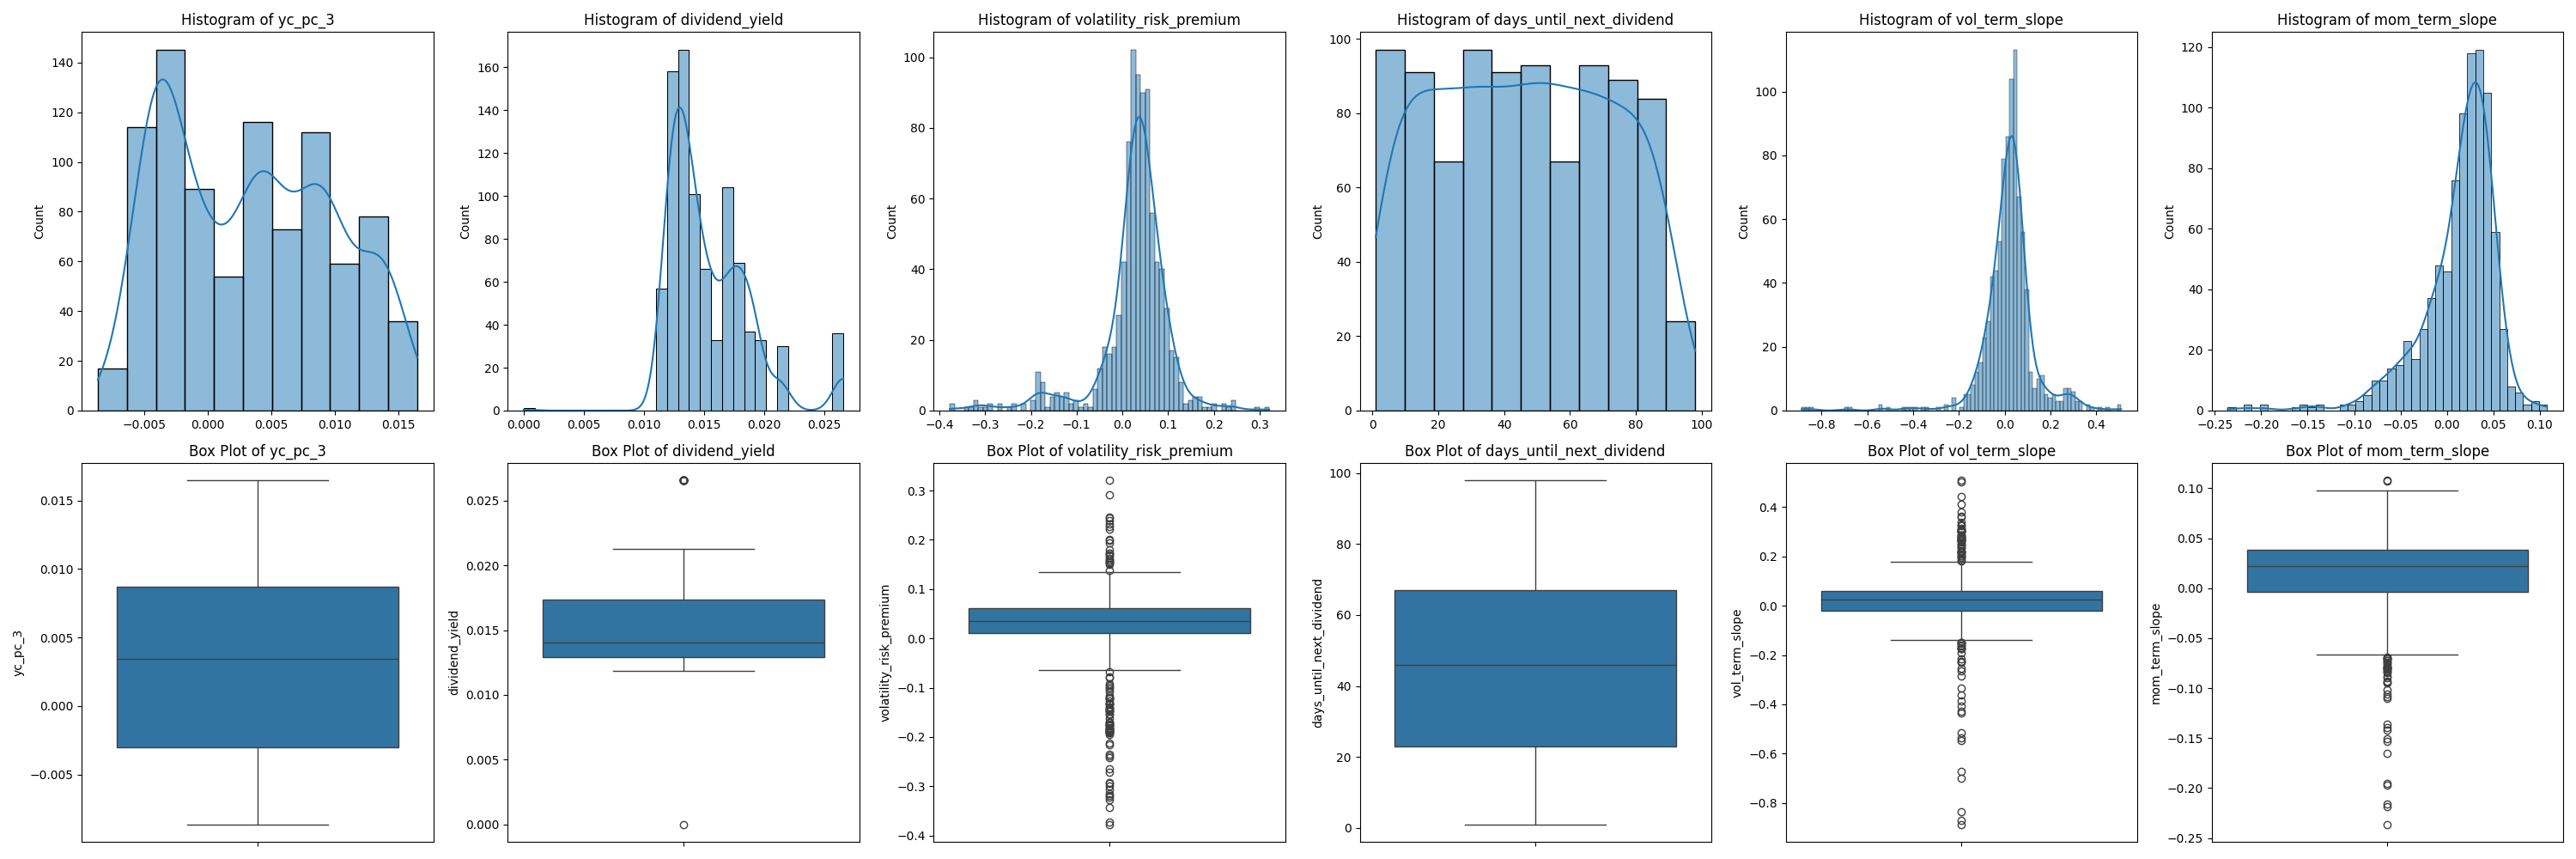 Histogram of yc_pc_3
Count
140
120
100
80
60
40
20
0
−0.005 0.000 0.005 0.010 0.015
Histogram of dividend_yield
Count
160
140
120
100
80
60
40
20
0
0.000 0.005 0.010 0.015 0.020 0.025
Histogram of volatility_risk_premium
Count
100
80
60
40
20
0
−0.4 −0.3 −0.2 −0.1 0.0 0.1 0.2 0.3
Histogram of days_until_next_dividend
Count
100
80
60
40
20
0
0 20 40 60 80 100
Histogram of vol_term_slope
Count
100
80
60
40
20
0
−0.8 −0.6 −0.4 −0.2 0.0 0.2 0.4
Histogram of mom_term_slope
Count
120
100
80
60
40
20
0
−0.25 −0.20 −0.15 −0.10 −0.05 0.00 0.05 0.10
Box Plot of yc_pc_3
yc_pc_3
0.015
0.010
0.005
0.000
−0.005
Box Plot of dividend_yield
dividend_yield
0.025
0.020
0.015
0.010
0.005
0.000
Box Plot of volatility_risk_premium
volatility_risk_premium
0.3
0.2
0.1
0.0
−0.1
−0.2
−0.3
−0.4
Box Plot of days_until_next_dividend
days_until_next_dividend
100
80
60
40
20
0
Box Plot of vol_term_slope
vol_term_slope
0.4
0.2
0.0
−0.2
−0.4
−0.6
−0.8
Box Plot of mom_term_slope
mom_term_slope
0.10
0.05
0.00
−0.05
−0.10
−0.15
−0.20
−0.25